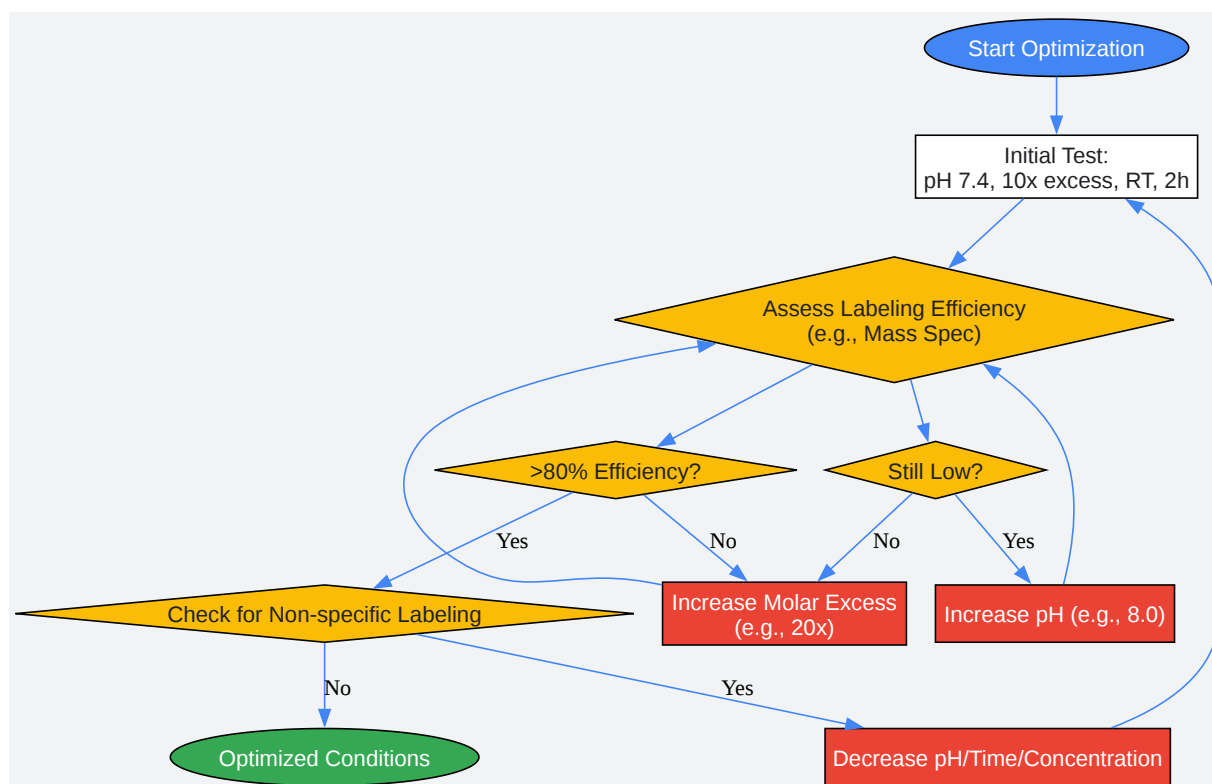 Start Optimization
Initial Test:
pH 7.4, 10x excess, RT, 2h
Assess Labeling Efficiency
(e.g., Mass Spec)
>80% Efficiency?
Still Low?
Yes
No
No
Yes
Check for Non-specific Labeling
Increase Molar Excess
(e.g., 20x)
Increase pH (e.g., 8.0)
No
Yes
Optimized Conditions
Decrease pH/Time/Concentration